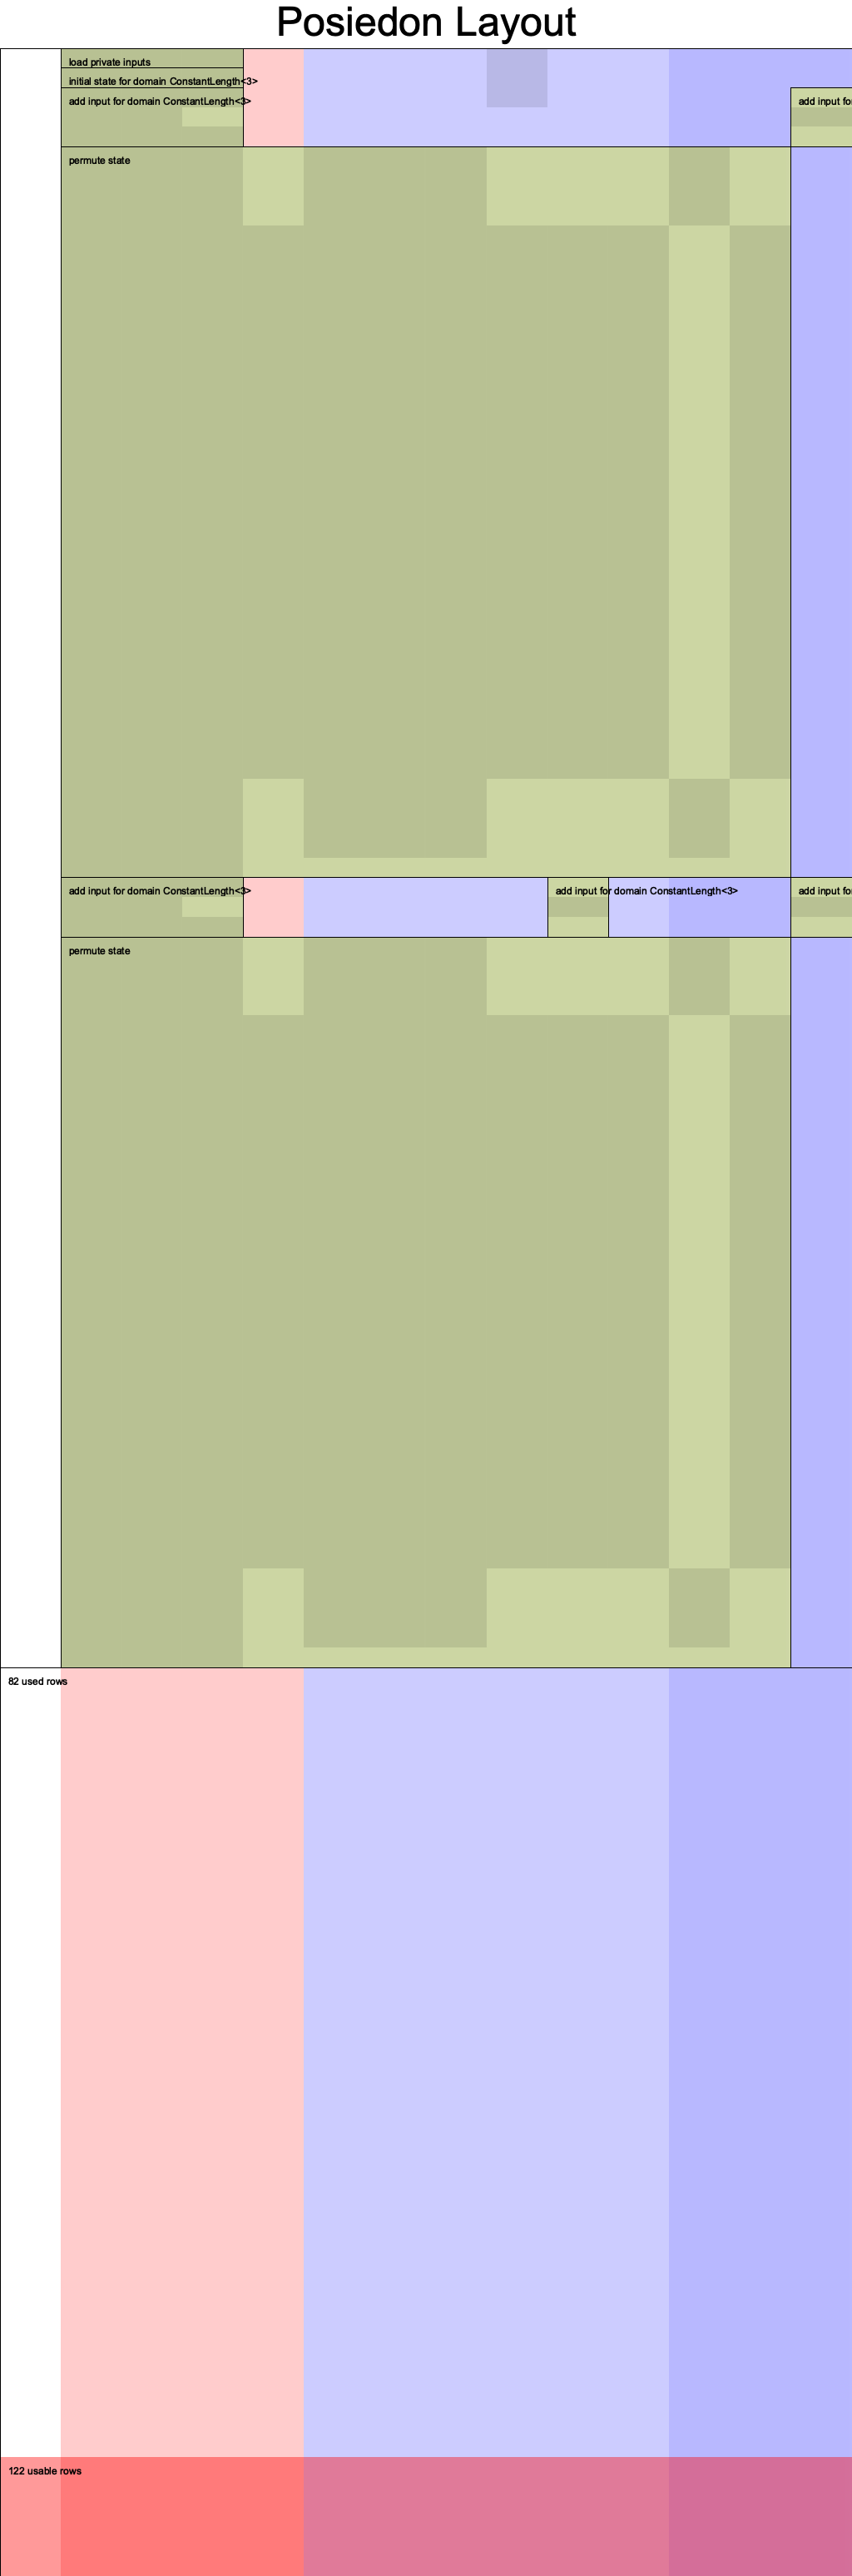 Posiedon Layout
load private inputs
initial state for domain ConstantLength<3>
add input for domain ConstantLength<3>
add input fo
permute state
add input for domain ConstantLength<3>
add input for domain ConstantLength<3>
add input fo
permute state
82 used rows
122 usable rows